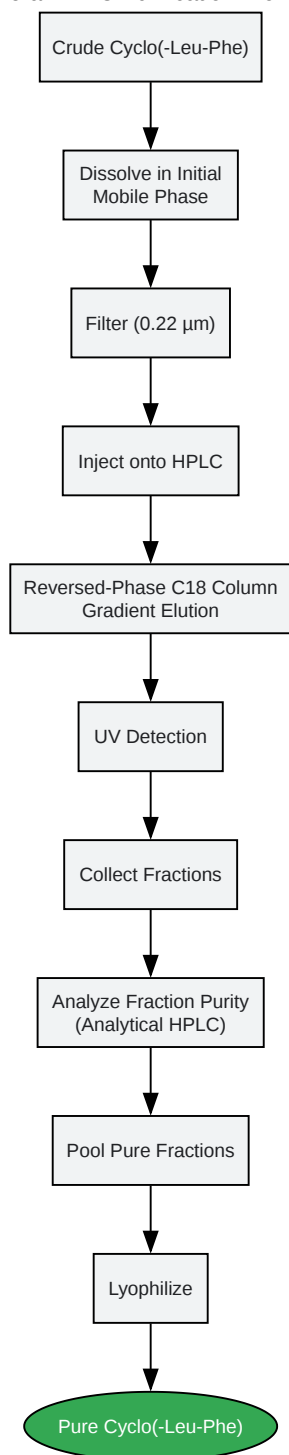 Crude Cyclo(-Leu-Phe)
Dissolve in Initial
Mobile Phase
Filter (0.22 µm)
Inject onto HPLC
Reversed-Phase C18 Column
Gradient Elution
UV Detection
Collect Fractions
Analyze Fraction Purity
(Analytical HPLC)
Pool Pure Fractions
Lyophilize
Pure Cyclo(-Leu-Phe)